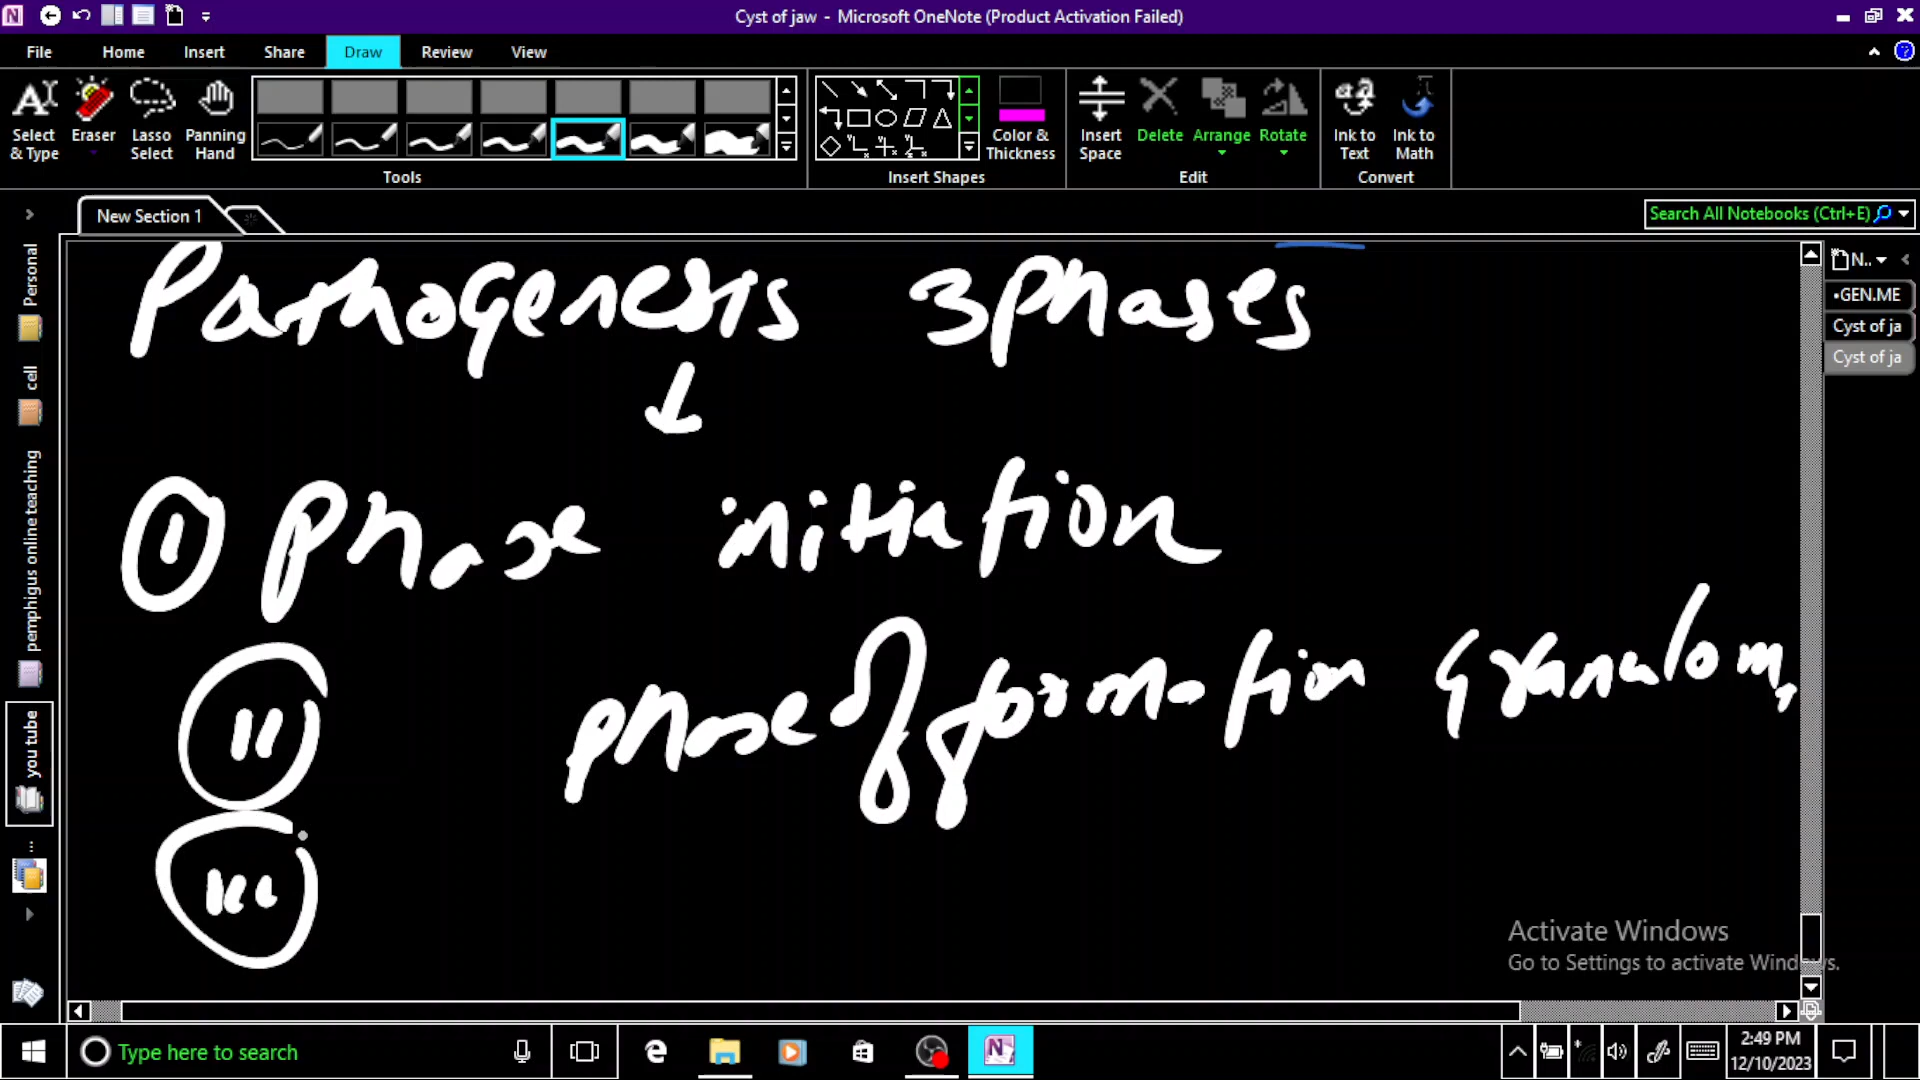 Cyst of jaw - Microsoft OneNote (Product Activation Failed)
File Home Insert Share Draw Review View
Select & Type Eraser Lasso Select Panning Hand Color & Thickness Insert Space Delete Arrange Rotate Ink to Text Ink to Math
Tools Insert Shapes Edit Convert
New Section 1
Search All Notebooks (Ctrl+E)
N..
•GEN.ME
Cyst of ja
Cyst of ja
Personal
cell
pemphigus online teaching
you tube
Pathogenesis 3 phases
↓
1 phase initiation
II phase of formation Granuloma
III
Activate Windows
Go to Settings to activate Windows.
Type here to search
2:49 PM
12/10/2023